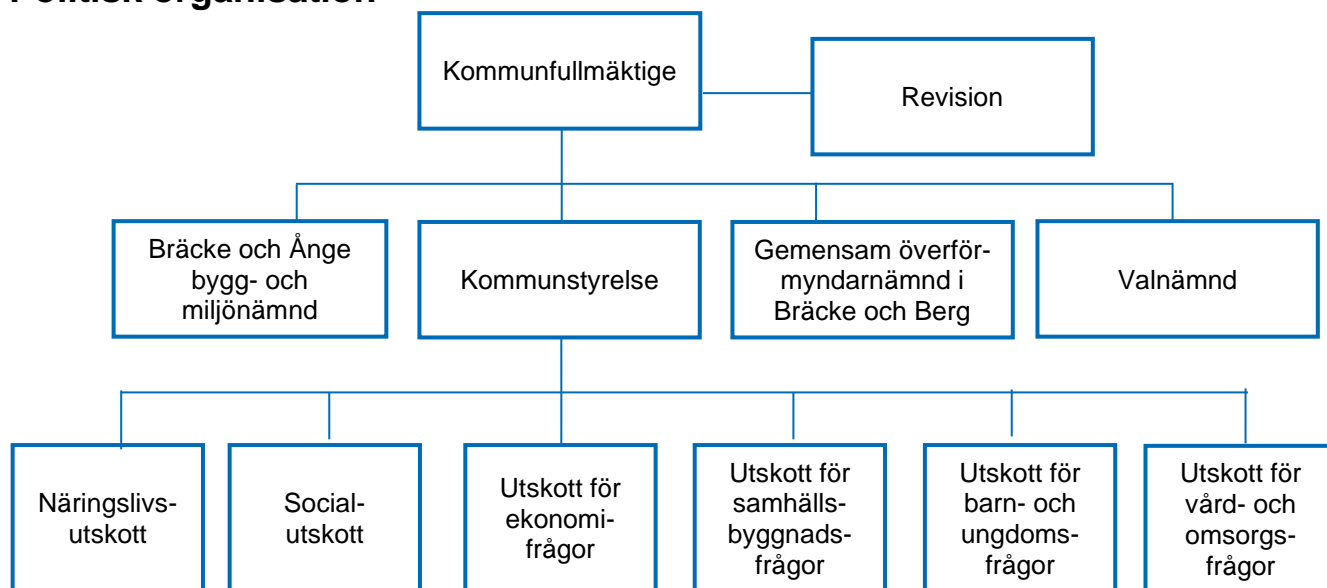 Politisk organisation
Kommunfullmäktige
Revision
Bräcke och Ånge
bygg- och
miljönämnd
Kommunstyrelse
Gemensam överför-
myndarnämnd i
Bräcke och Berg
Valnämnd
Näringslivs-
utskott
Social-
utskott
Utskott för
ekonomi-
frågor
Utskott för
samhälls-
byggnads-
frågor
Utskott för
barn- och
ungdoms-
frågor
Utskott för
vård- och
omsorgs-
frågor